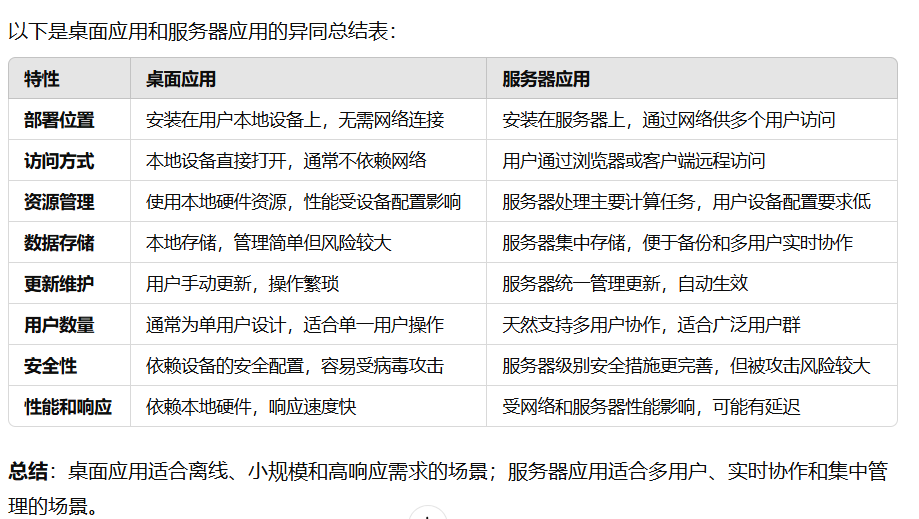 以下是桌面应用和服务器应用的异同总结表：
特性 桌面应用 服务器应用
部署位置 安装在用户本地设备上，无需网络连接 安装在服务器上，通过网络供多个用户访问
访问方式 本地设备直接打开，通常不依赖网络 用户通过浏览器或客户端远程访问
资源管理 使用本地硬件资源，性能受设备配置影响 服务器处理主要计算任务，用户设备配置要求低
数据存储 本地存储，管理简单但风险较大 服务器集中存储，便于备份和多用户实时协作
更新维护 用户手动更新，操作繁琐 服务器统一管理更新，自动生效
用户数量 通常为单用户设计，适合单一用户操作 天然支持多用户协作，适合广泛用户群
安全性 依赖设备的安全配置，容易受病毒攻击 服务器级别安全措施更完善，但被攻击风险较大
性能和响应 依赖本地硬件，响应速度快 受网络和服务器性能影响，可能有延迟
总结：桌面应用适合离线、小规模和高响应需求的场景；服务器应用适合多用户、实时协作和集中管
理的场景。